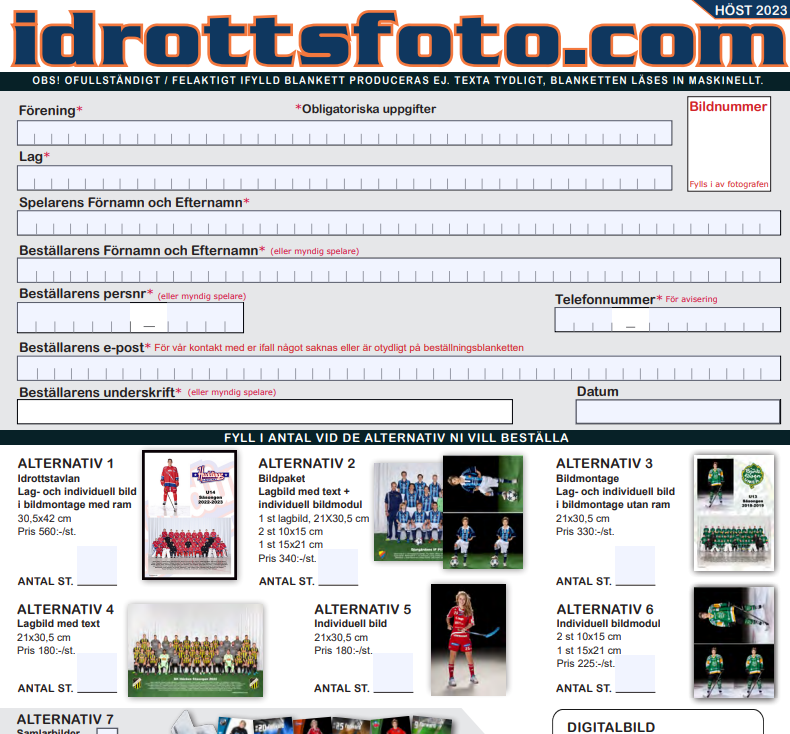 HÖST 2023
idrottsfoto.com
OBS! OFULLSTÄNDIGT / FELAKTIGT IFYLLD BLANKETT PRODUCERAS EJ. TEXTA TYDLIGT, BLANKETTEN LÄSES IN MASKINELLT.
Förening*
*Obligatoriska uppgifter
Bildnummer
Fylls i av fotografen
Lag*
Spelarens Förnamn och Efternamn*
Beställarens Förnamn och Efternamn* (eller myndig spelare)
Beställarens persnr* (eller myndig spelare)
Telefonnummer* För avisering
Beställarens e-post* För vår kontakt med er ifall något saknas eller är otydligt på beställningsblanketten
Beställarens underskrift* (eller myndig spelare)
Datum
FYLL I ANTAL VID DE ALTERNATIV NI VILL BESTÄLLA
ALTERNATIV 1
Idrottstavlan
Lag- och individuell bild
i bildmontage med ram
30,5x42 cm
Pris 560:-/st.
ANTAL ST.
U14
Säsongen
2022-2023
ALTERNATIV 2
Bildpaket
Lagbild med text +
individuell bildmodul
1 st lagbild, 21X30,5 cm
2 st 10x15 cm
1 st 15x21 cm
Pris 340:-/st.
ANTAL ST.
ALTERNATIV 3
Bildmontage
Lag- och individuell bild
i bildmontage utan ram
21x30,5 cm
Pris 330:-/st.
ANTAL ST.
U13
Säsongen
2018-2019
ALTERNATIV 4
Lagbild med text
21x30,5 cm
Pris 180:-/st.
ANTAL ST.
ALTERNATIV 5
Individuell bild
21x30,5 cm
Pris 180:-/st.
ANTAL ST.
ALTERNATIV 6
Individuell bildmodul
2 st 10x15 cm
1 st 15x21 cm
Pris 225:-/st.
ANTAL ST.
ALTERNATIV 7
Samlarbilder
DIGITALBILD